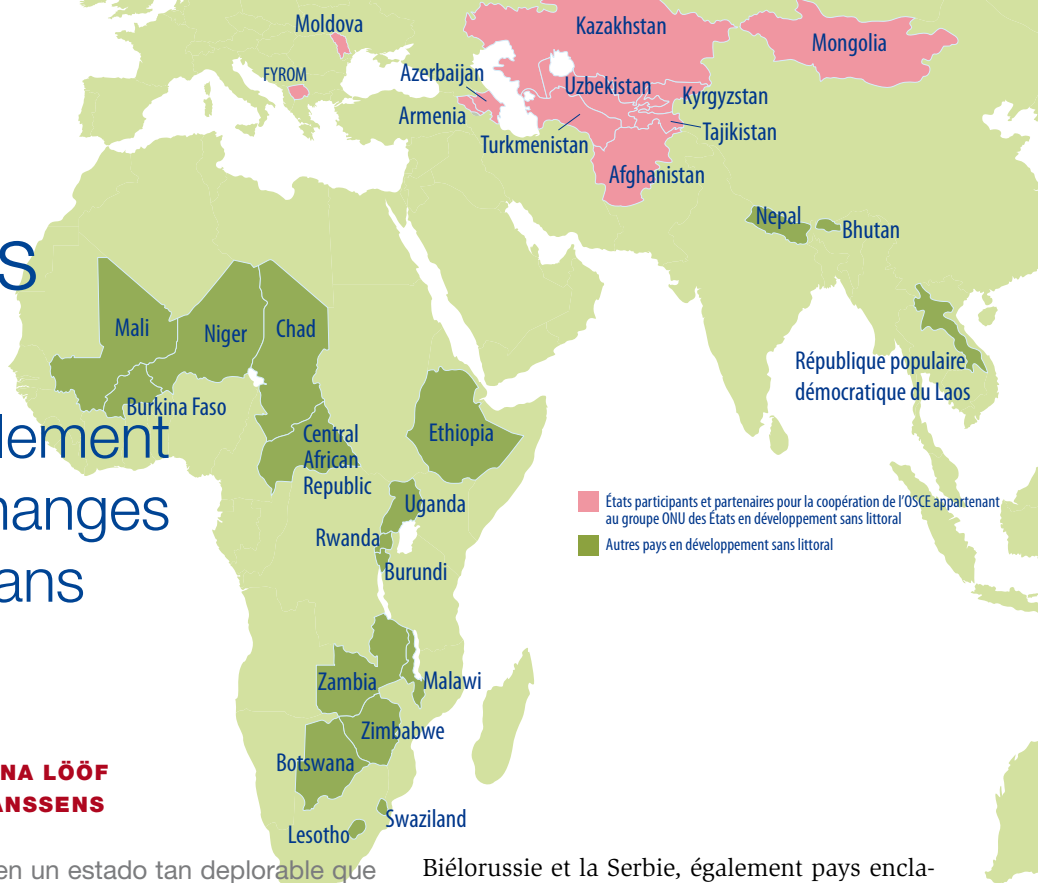 Moldova
Kazakhstan
Mongolia
FYROM
Azerbaijan
Uzbekistan
Kyrgyzstan
Armenia
Turkmenistan
Tajikistan
Afghanistan
Nepal
Bhutan
s
Mali
Niger
Chad
République populaire
démocratique du Laos
Burkina Faso
lement
Central
African
Republic
Ethiopia
États participants et partenaires pour la coopération de l'OSCE appartenant
au groupe ONU des États en développement sans littoral
Autres pays en développement sans littoral
hanges
Uganda
Rwanda
Burundi
ans
Zambia
Malawi
Zimbabwe
Botswana
NA LÖÖF
ANSSENS
Swaziland
Lesotho
en un estado tan deplorable que
Biélorussie et la Serbie, également pays encla-